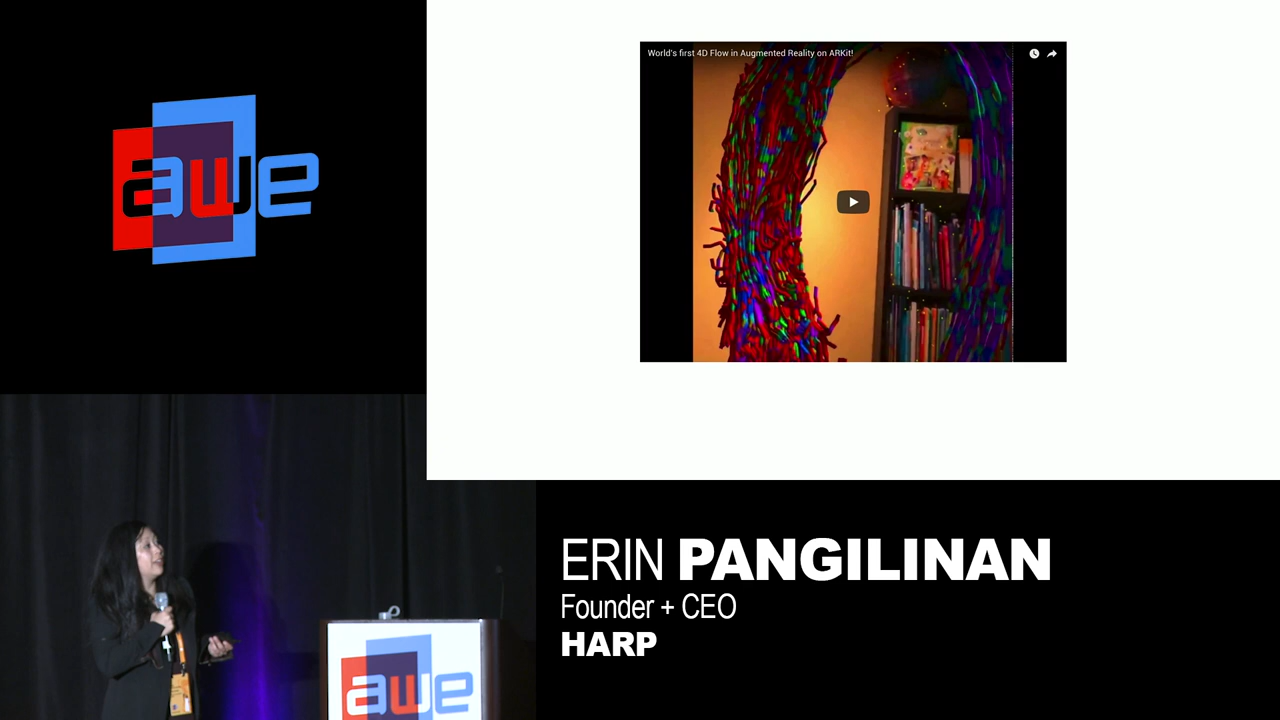 awe
World's first 4D Flow in Augmented Reality on ARKit!
ERIN PANGILINAN
Founder + CEO
HARP
awe